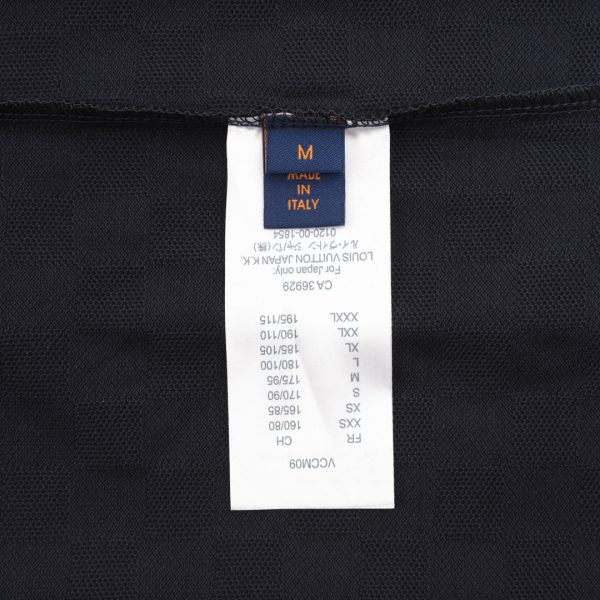 M
MADE
IN
ITALY
VCCM09
FR CH
XXS 160/80
XS 165/85
S 170/90
M 175/95
L 180/100
XL 185/105
XXL 190/110
XXXL 195/115
CA 36929
For Japan only:
LOUIS VUITTON JAPAN K.K.
ルイ・ヴィトン ジャパン(株)
0120-00-1854